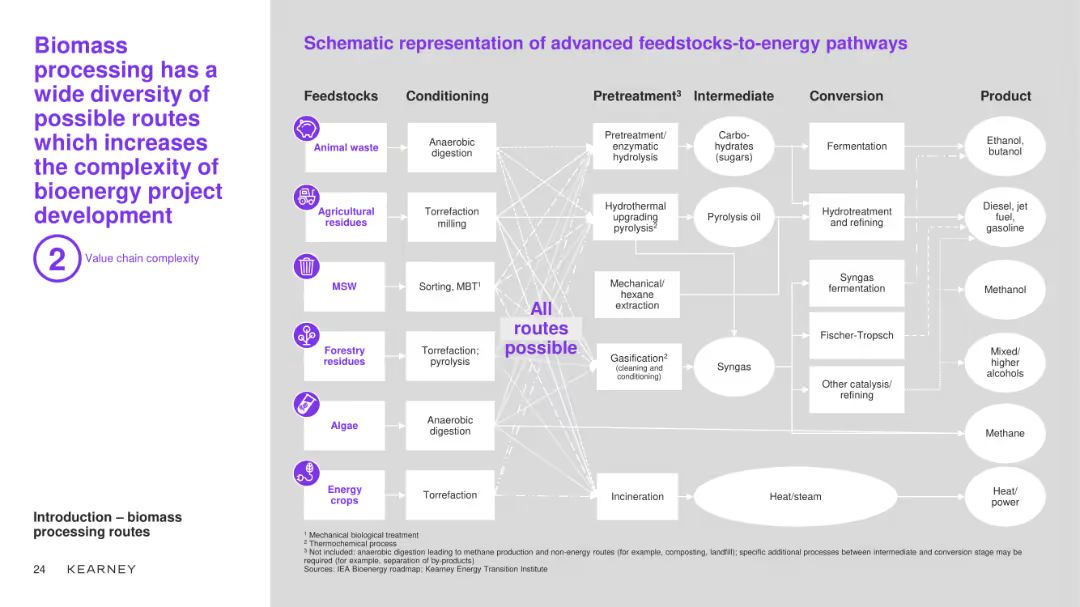 Biomass
processing has a
wide diversity of
possible routes
which increases
the complexity of
bioenergy project
development
2
Value chain complexity
Introduction – biomass
processing routes
24
KEARNEY
Schematic representation of advanced feedstocks-to-energy pathways
Feedstocks
Conditioning
Pretreatment³
Intermediate
Conversion
Product
Animal waste
Anaerobic
digestion
Pretreatment/
enzymatic
hydrolysis
Carbo-
hydrates
(sugars)
Fermentation
Ethanol,
butanol
Agricultural
residues
Torrefaction
milling
Hydrothermal
upgrading
pyrolysis²
Pyrolysis oil
Hydrotreatment
and refining
Diesel, jet
fuel,
gasoline
MSW
Sorting, MBT¹
Mechanical/
hexane
extraction
Syngas
fermentation
Methanol
All
routes
possible
Forestry
residues
Torrefaction;
pyrolysis
Gasification²
(cleaning and
conditioning)
Syngas
Fischer-Tropsch
Other catalysis/
refining
Mixed/
higher
alcohols
Algae
Anaerobic
digestion
Methane
Energy
crops
Torrefaction
Incineration
Heat/steam
Heat/
power
¹ Mechanical biological treatment
² Thermochemical process
³ Not included: anaerobic digestion leading to methane production and non-energy routes (for example, composting, landfill); specific additional processes between intermediate and conversion stage may be
required (for example, separation of by-products)
Sources: IEA Bioenergy roadmap; Kearney Energy Transition Institute